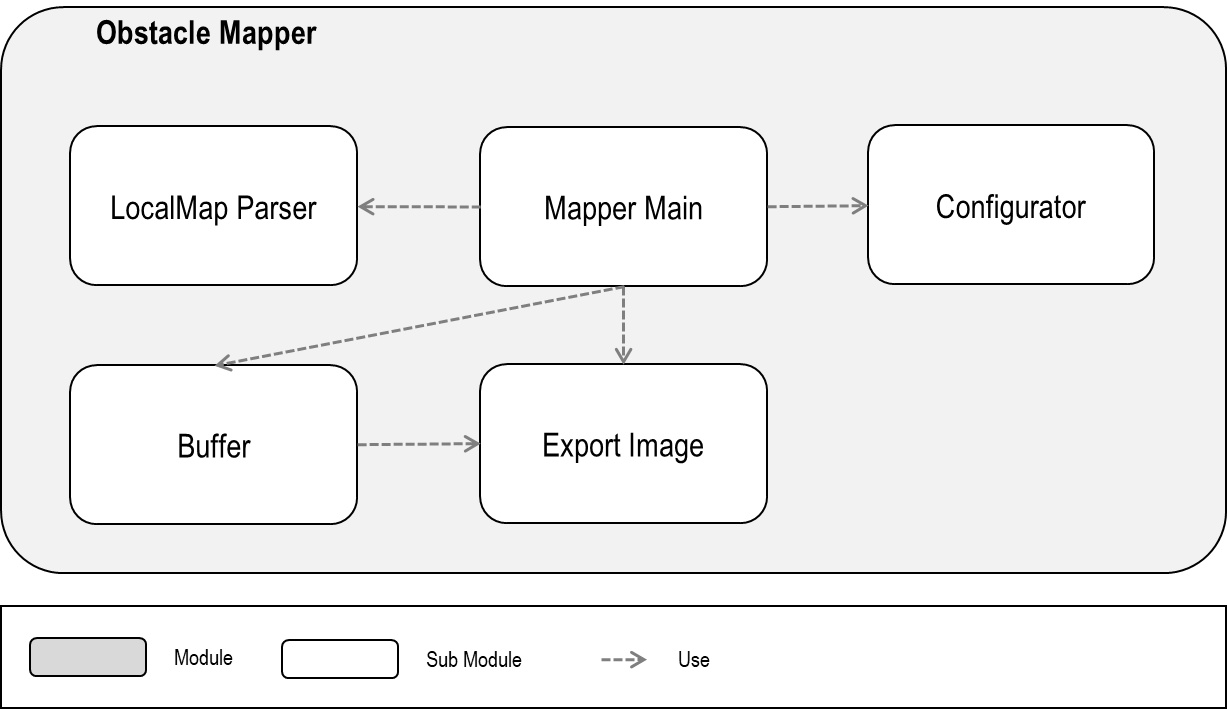 Obstacle Mapper
LocalMap Parser
Mapper Main
Configurator
Buffer
Export Image
Module
Sub Module
Use